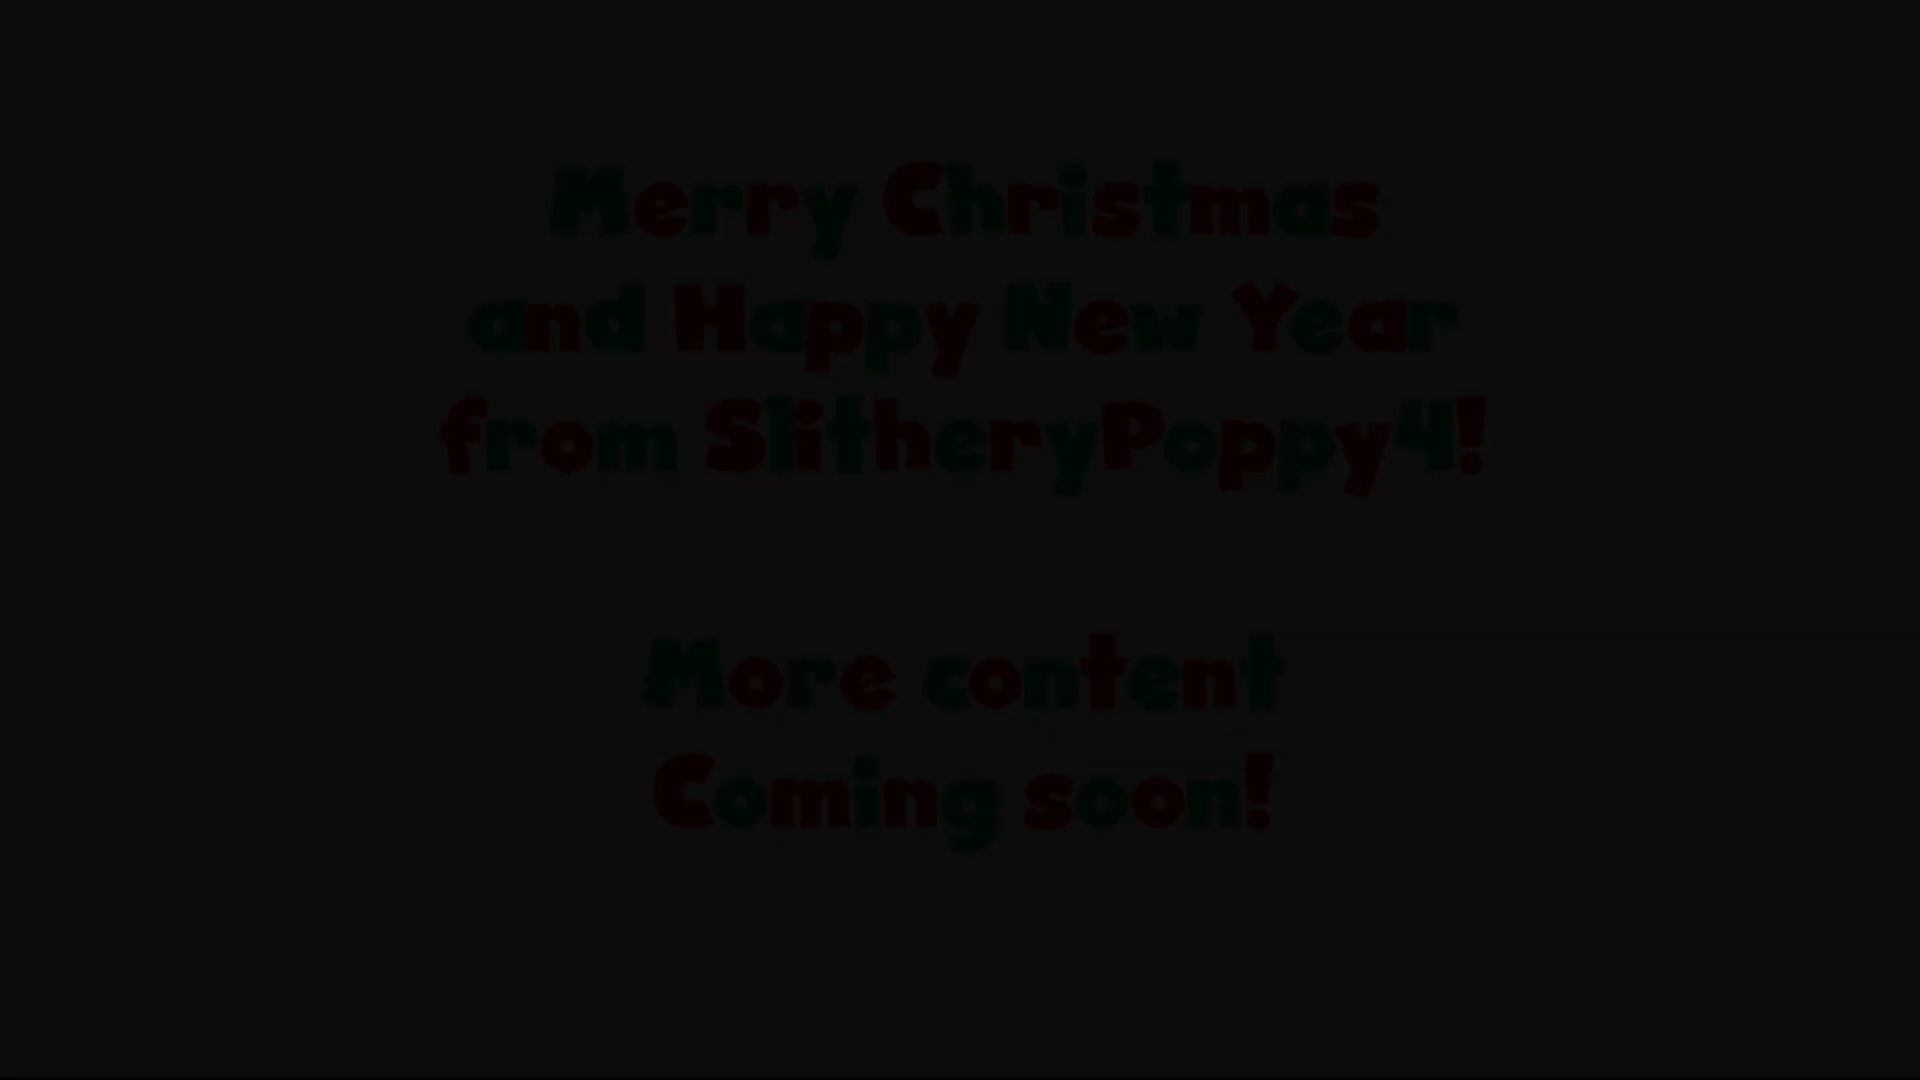 Merry Christmas
and Happy New Year
from SlitheryPoppy4!
More content
Coming soon!